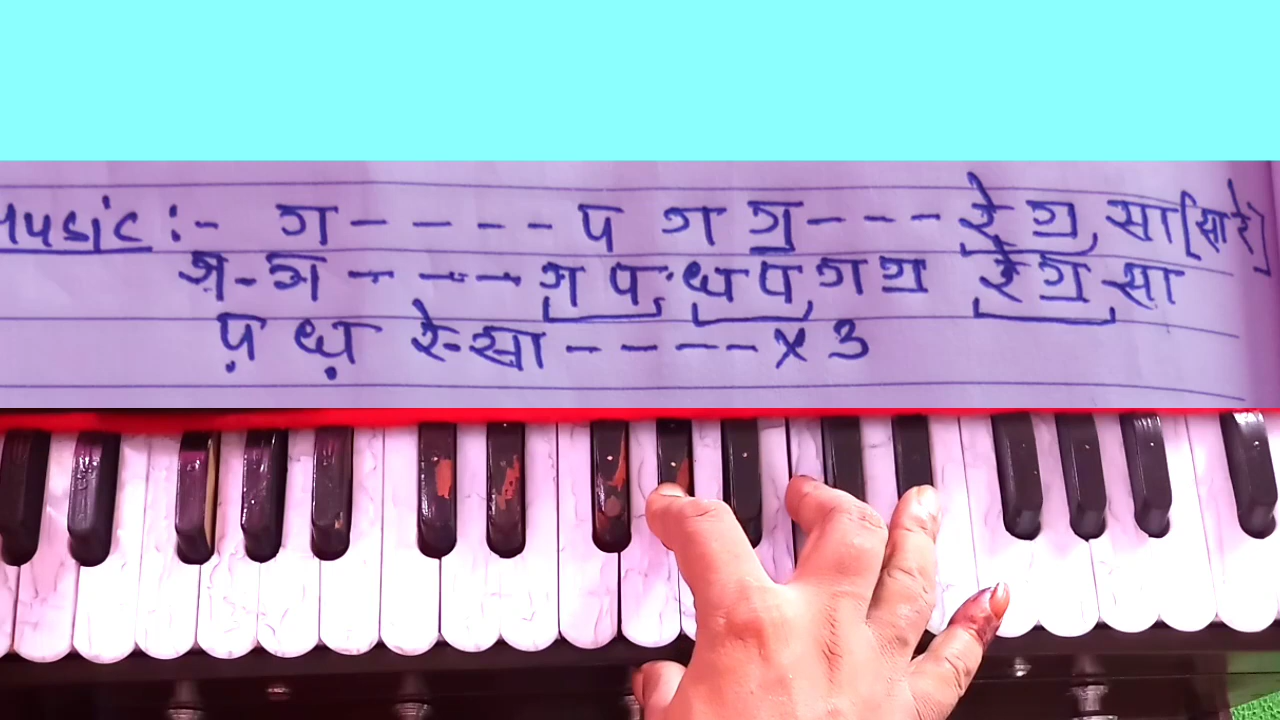 Music :- ग - - - - प ग ग॒ - - - रे ग॒ सा [सा रे]
ग - ग - - - - ग प ध प ग ग रे ग॒ सा
प़ ध़ रे - सा - - - - x 3